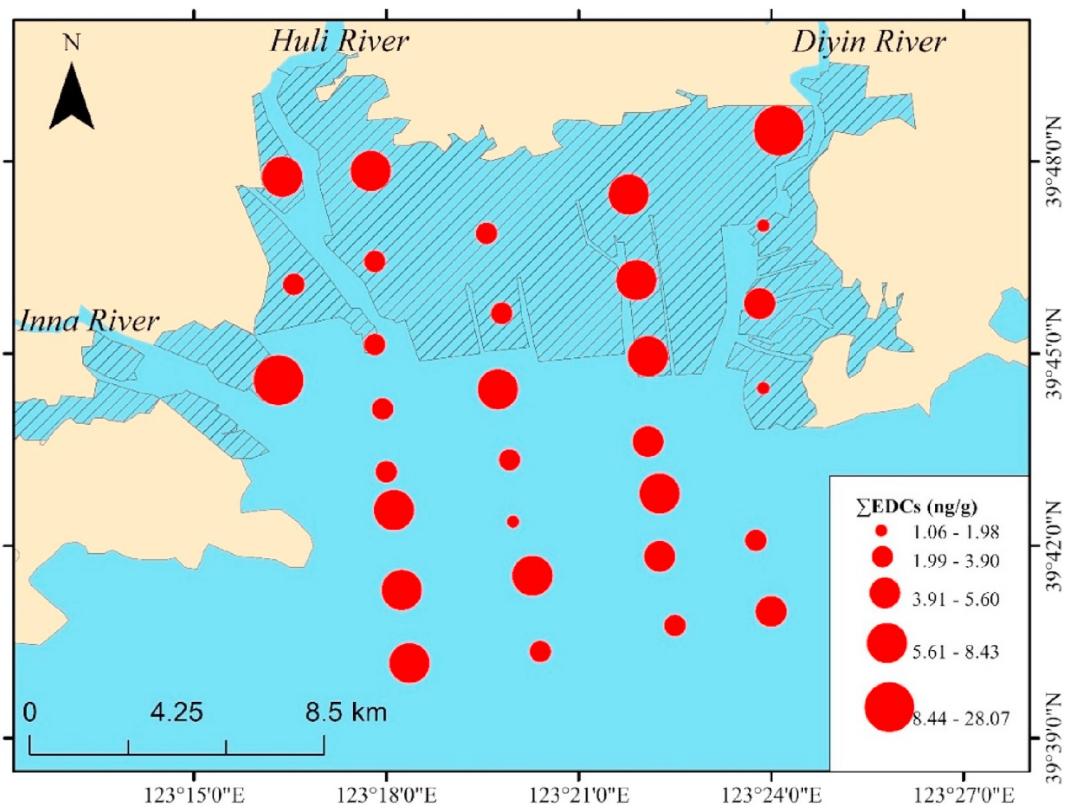 Huli River
Diyin River
N
39°48'0"N
Inna River
39°45'0"N
∑EDCs (ng/g)
1.06 - 1.98
1.99 - 3.90
3.91 - 5.60
5.61 - 8.43
8.44 - 28.07
39°42'0"N
0 4.25 8.5 km
39°39'0"N
123°15'0"E 123°18'0"E 123°21'0"E 123°24'0"E 123°27'0"E